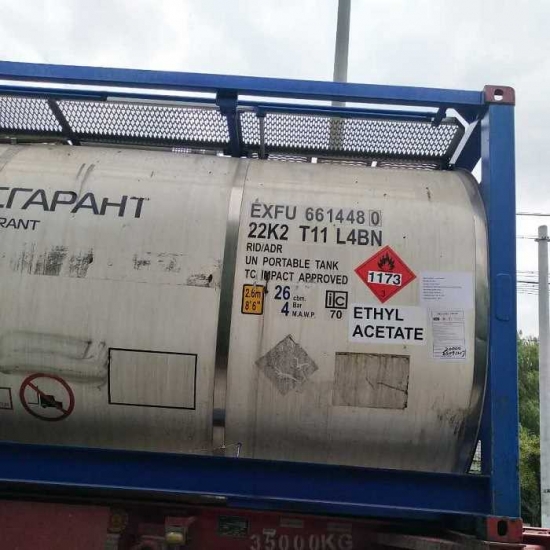 СГАРАНТ
RANT
EXFU 661448 0
22K2 T11 L4BN
RID/ADR
UN PORTABLE TANK
TC IMPACT APPROVED
2.6m
8'6"
26 cbm.
4 Bar
M.A.W.P.
ic
70
1173
3
ETHYL
ACETATE
35000KG